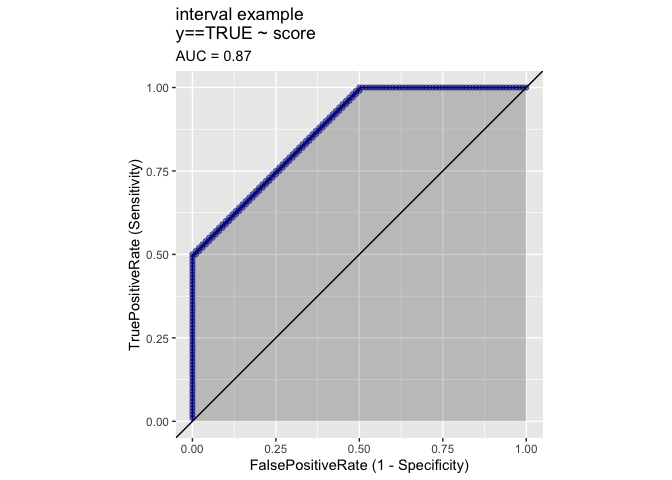 interval example
y==TRUE ~ score
AUC = 0.87
1.00
0.75
0.50
0.25
0.00
TruePositiveRate (Sensitivity)
0.00 0.25 0.50 0.75 1.00
FalsePositiveRate (1 - Specificity)